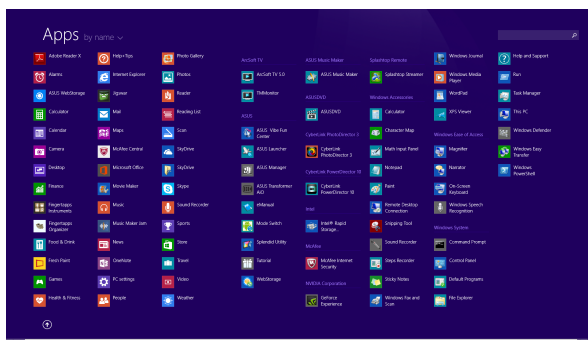 Apps by name
Adobe Reader X
Alarms
ASUS WebStorage
Calculator
Calendar
Camera
Desktop
Finance
Fingertapps
Instruments
Fingertapps
Organizer
Food & Drink
Fresh Paint
Games
Health & Fitness
Help+Tips
Internet Explorer
Jigswar
Mail
Maps
McAfee Central
Microsoft Office
Movie Maker
Music
Music Maker Jam
News
OneNote
PC settings
People
Photo Gallery
Photos
Reader
Reading List
Scan
SkyDrive
SkyDrive
Skype
Sound Recorder
Sports
Store
Travel
Video
Weather
ArcSoft TV
ArcSoft TV 5.0
TMMonitor
ASUS
ASUS Vibe Fun
Center
ASUS Launcher
ASUS Manager
ASUS Transformer
AiO
eManual
Mode Switch
Splendid Utility
Tutorial
WebStorage
ASUS Music Maker
ASUS Music Maker
ASUSDVD
ASUSDVD
CyberLink PhotoDirector 3
CyberLink
PhotoDirector 3
CyberLink PowerDirector 10
CyberLink
PowerDirector 10
Intel
Intel® Rapid
Storage...
McAfee
McAfee Internet
Security
NVIDIA Corporation
GeForce
Experience
Splashtop Remote
Splashtop Streamer
Windows Accessories
Calculator
Character Map
Math Input Panel
Notepad
Paint
Remote Desktop
Connection
Snipping Tool
Sound Recorder
Steps Recorder
Sticky Notes
Windows Fax and
Scan
Windows Journal
Windows Media
Player
WordPad
XPS Viewer
Windows Ease of Access
Magnifier
Narrator
On-Screen
Keyboard
Windows Speech
Recognition
Windows System
Command Prompt
Control Panel
Default Programs
File Explorer
Help and Support
Run
Task Manager
This PC
Windows Defender
Windows Easy
Transfer
Windows
PowerShell